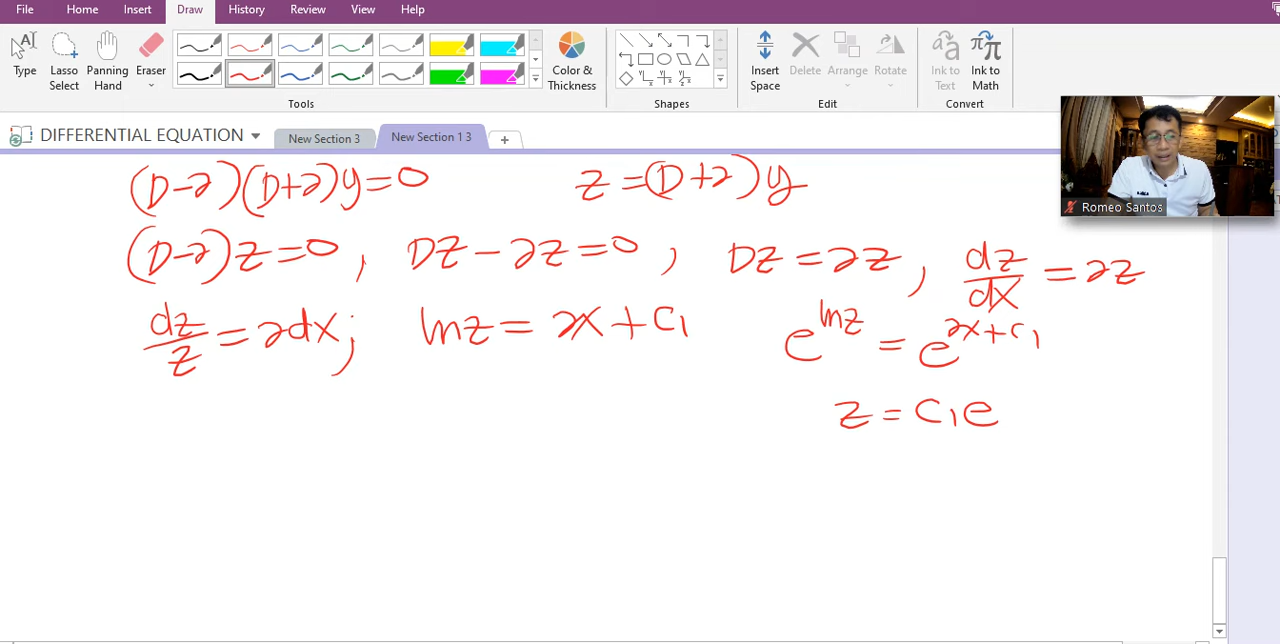 File Home Insert Draw History Review View Help
Type Lasso Select Panning Hand Eraser Color & Thickness Insert Space Delete Arrange Rotate Ink to Text Ink to Math
Tools Shapes Edit Convert
DIFFERENTIAL EQUATION New Section 3 New Section 1 3 +
Romeo Santos
(D-2)(D+2)y=0 z=(D+2)y
(D-2)z=0, Dz-2z=0, Dz=2z, dz/dx=2z
dz/z=2dx; lnz=2x+C₁ e^(lnz)=e^(2x+C₁)
z=C₁e